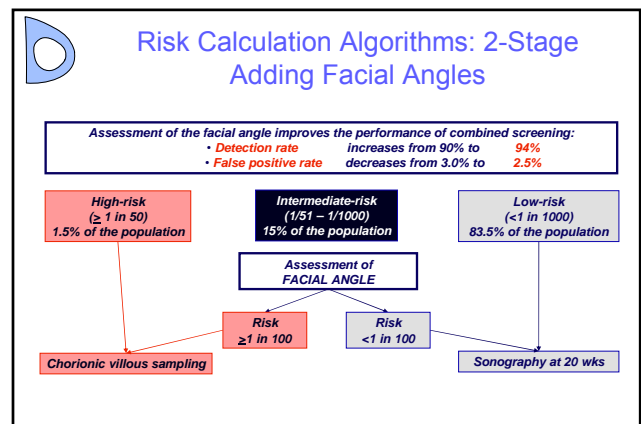 Risk Calculation Algorithms: 2-Stage
Adding Facial Angles
Assessment of the facial angle improves the performance of combined screening:
• Detection rate increases from 90% to 94%
• False positive rate decreases from 3.0% to 2.5%
High-risk
(≥ 1 in 50)
1.5% of the population
Intermediate-risk
(1/51 – 1/1000)
15% of the population
Low-risk
(<1 in 1000)
83.5% of the population
Assessment of
FACIAL ANGLE
Risk
≥1 in 100
Risk
<1 in 100
Chorionic villous sampling
Sonography at 20 wks